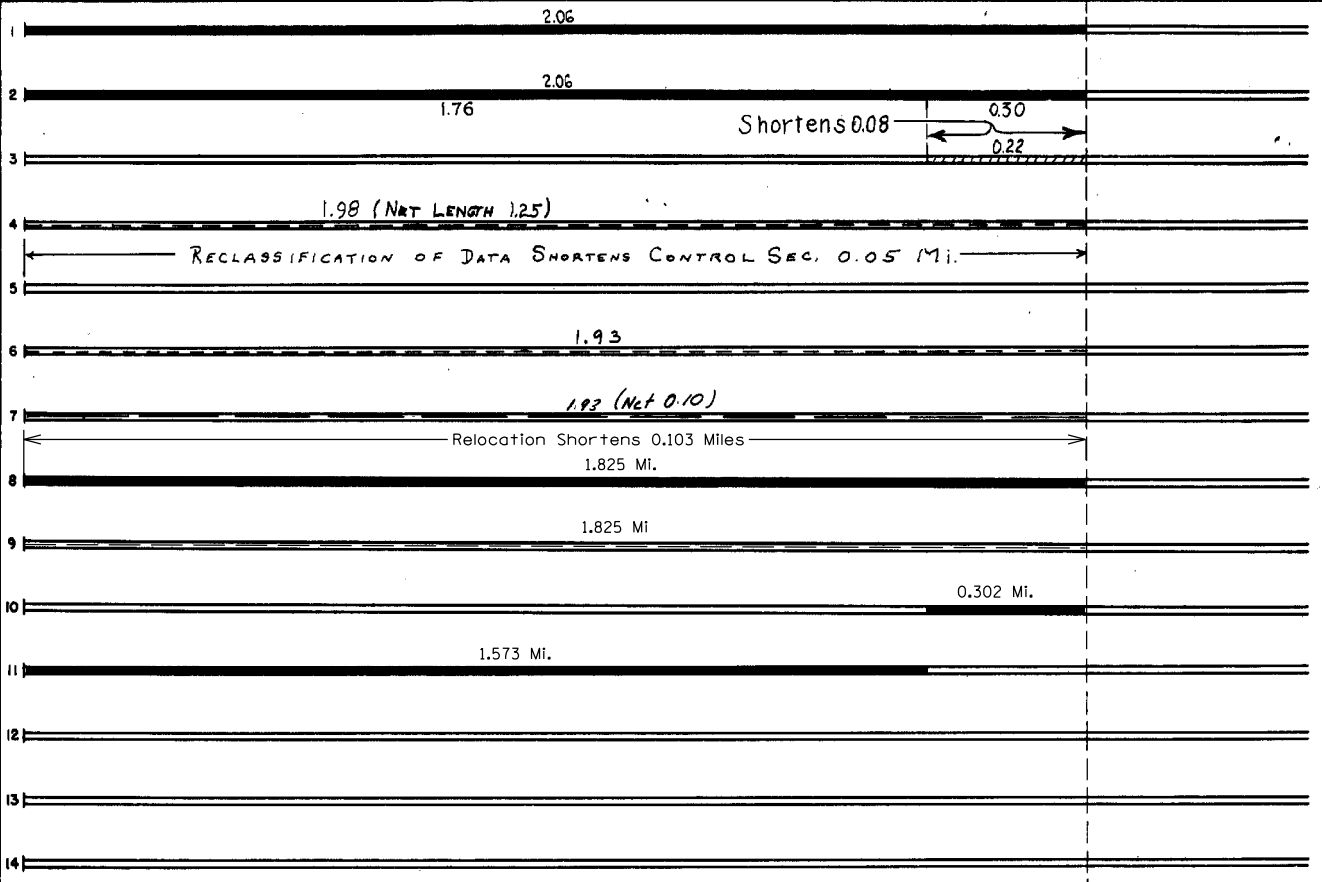 2.06
1
2.06
2
1.76
0.30
Shortens 0.08
0.22
3
1.98 (NET LENGTH 1.25)
4
RECLASSIFICATION OF DATA SHORTENS CONTROL SEC. 0.05 Mi.
5
1.93
6
1.93 (Net 0.10)
7
Relocation Shortens 0.103 Miles
1.825 Mi.
8
1.825 Mi
9
0.302 Mi.
10
1.573 Mi.
11
12
13
14